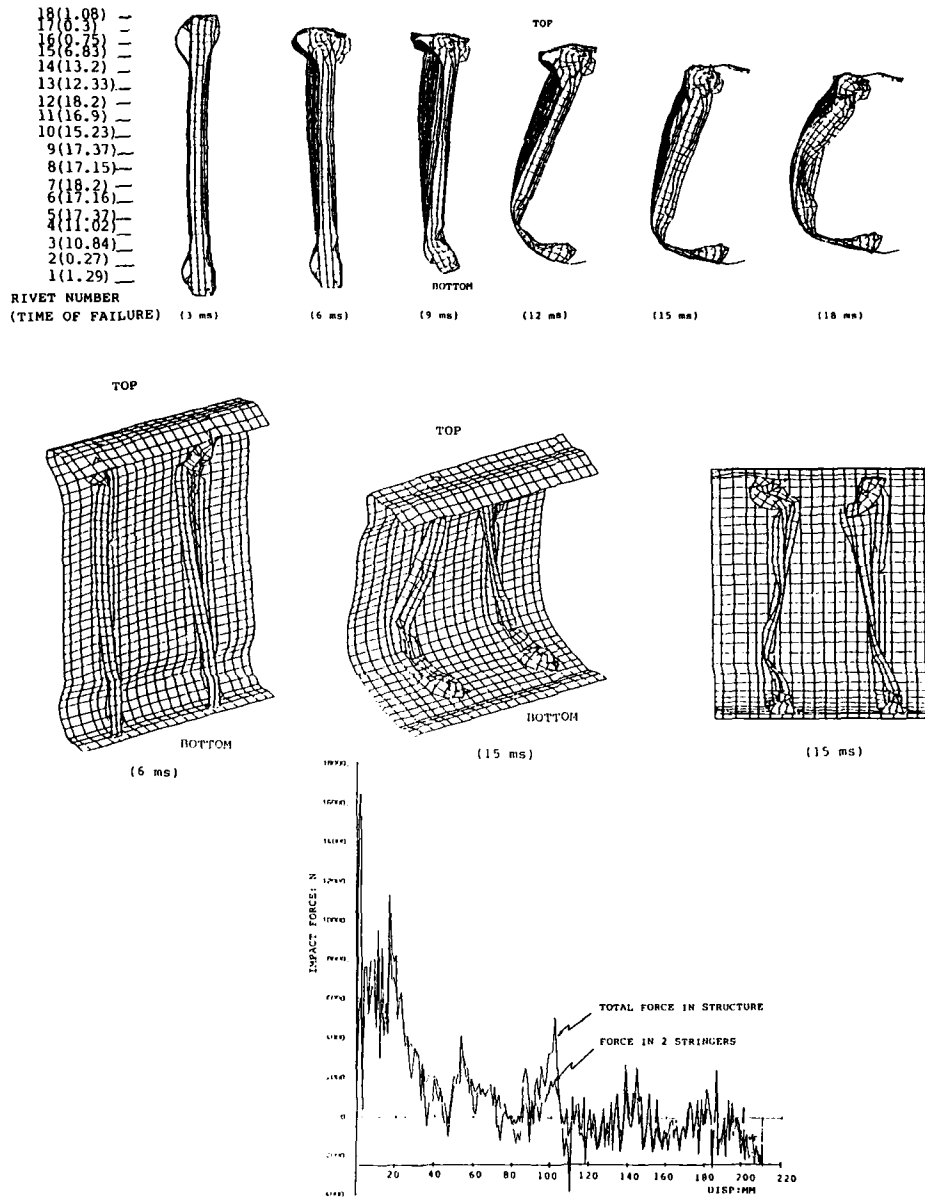 18(1.08)
17(0.3)
16(0.75)
15(6.83)
14(13.2)
13(12.33)
12(18.2)
11(16.9)
10(15.23)
9(17.37)
8(17.15)
7(18.2)
6(17.16)
5(17.37)
4(11.02)
3(10.84)
2(0.27)
1(1.29)
RIVET NUMBER
(TIME OF FAILURE)
TOP
BOTTOM
(3 ms)
(6 ms)
(9 ms)
(12 ms)
(15 ms)
(18 ms)
TOP
BOTTOM
(6 ms)
TOP
BOTTOM
(15 ms)
(15 ms)
18000.
16000.
IMPACT FORCE: N
TOTAL FORCE IN STRUCTURE
FORCE IN 2 STRINGERS
0
20 40 60 80 100 120 140 160 180 200 220
DISP:MM